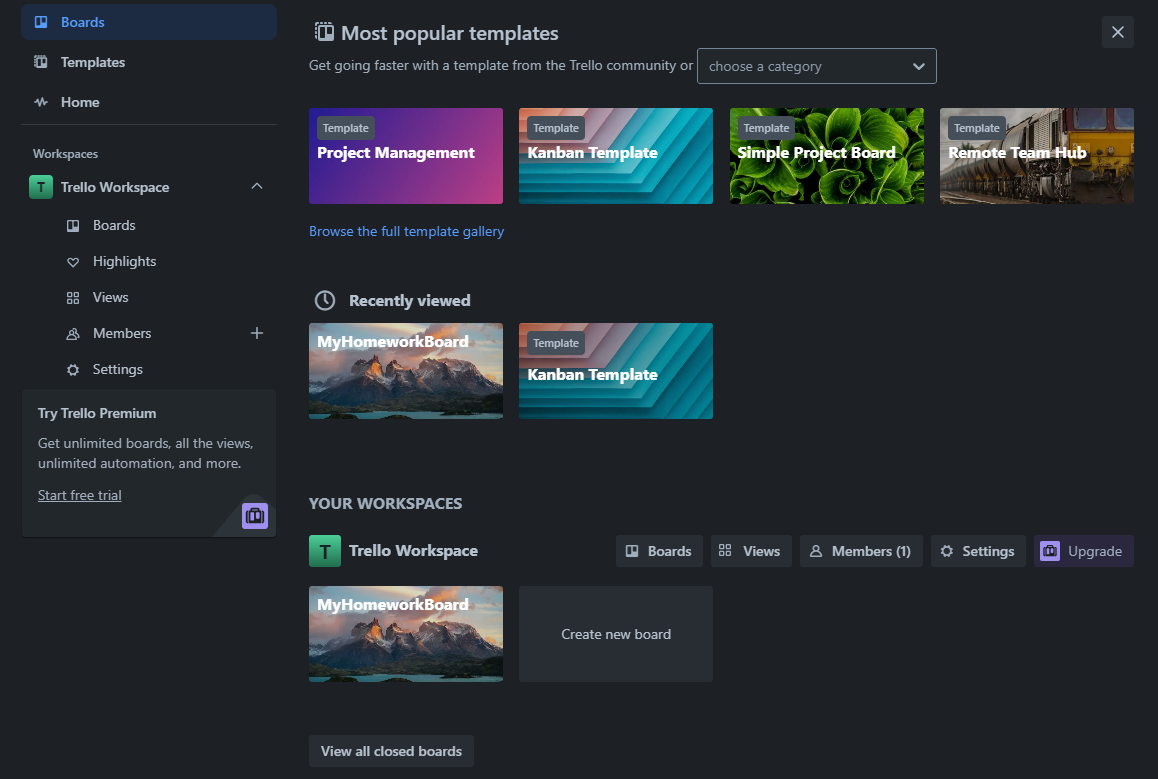 Boards
Templates
Home
Workspaces
T Trello Workspace
Boards
Highlights
Views
Members
Settings
Try Trello Premium
Get unlimited boards, all the views,
unlimited automation, and more.
Start free trial
Most popular templates
Get going faster with a template from the Trello community or choose a category
Template
Project Management
Template
Kanban Template
Template
Simple Project Board
Template
Remote Team Hub
Browse the full template gallery
Recently viewed
MyHomeworkBoard
Template
Kanban Template
YOUR WORKSPACES
T Trello Workspace
Boards
Views
Members (1)
Settings
Upgrade
MyHomeworkBoard
Create new board
View all closed boards